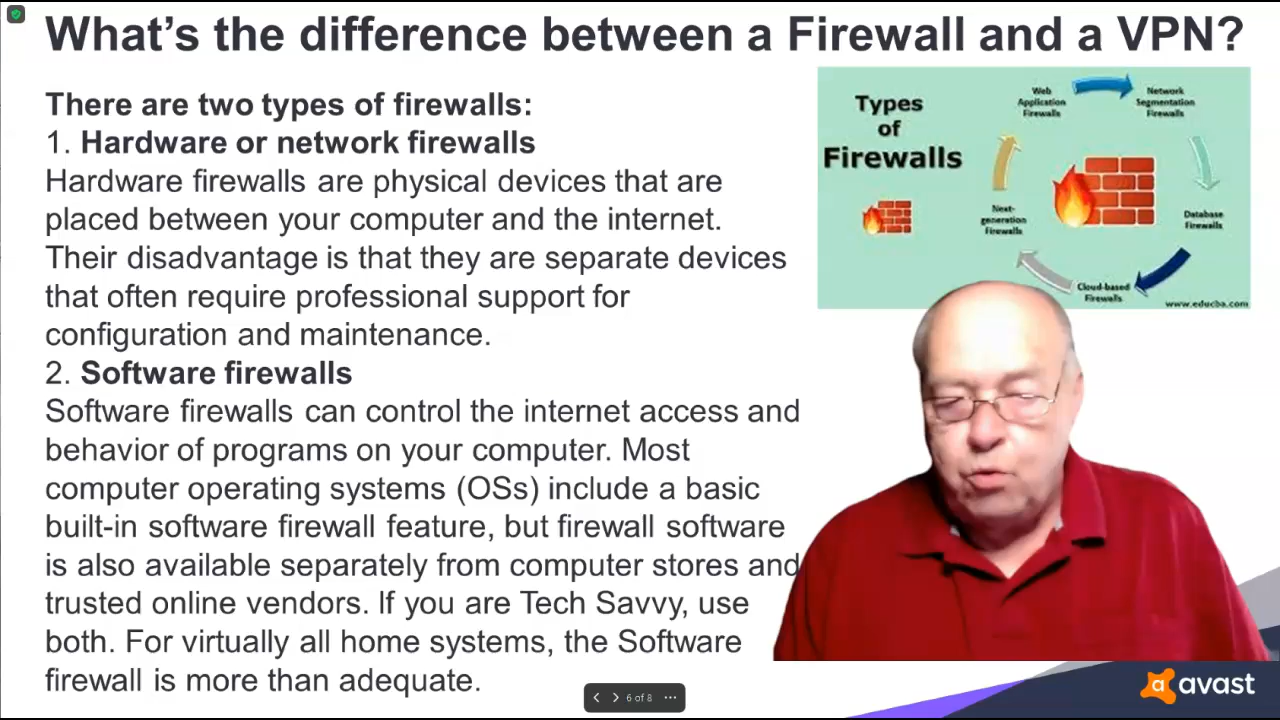 What's the difference between a Firewall and a VPN?
There are two types of firewalls:
1. Hardware or network firewalls
Hardware firewalls are physical devices that are
placed between your computer and the internet.
Their disadvantage is that they are separate devices
that often require professional support for
configuration and maintenance.
2. Software firewalls
Software firewalls can control the internet access and
behavior of programs on your computer. Most
computer operating systems (OSs) include a basic
built-in software firewall feature, but firewall software
is also available separately from computer stores and
trusted online vendors. If you are Tech Savvy, use
both. For virtually all home systems, the Software
firewall is more than adequate.
Types
of
Firewalls
Web
Application
Firewalls
Network
Segmentation
Firewalls
Database
Firewalls
Cloud-based
Firewalls
Next-
generation
Firewalls
www.educba.com
6 of 8
a avast